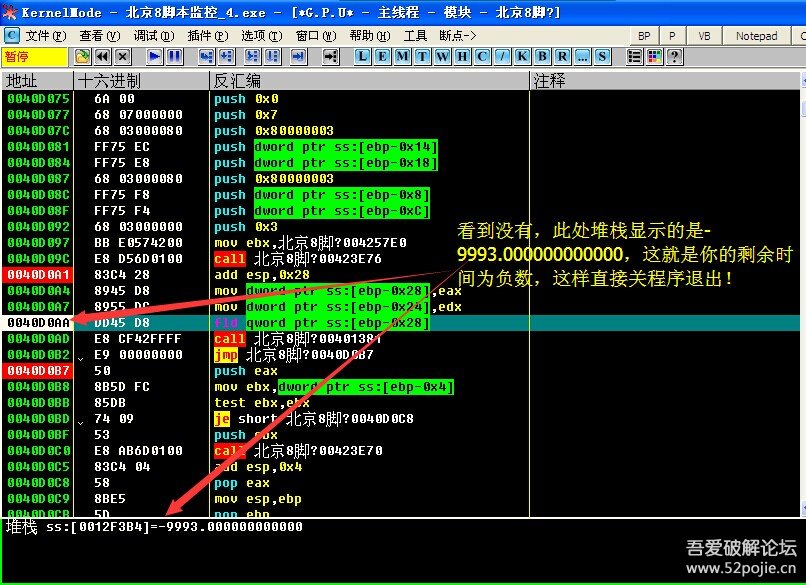 KernelMode - 北京8脚本监控_4.exe - [*G.P.U* - 主线程 - 模块 - 北京8脚?]
C 文件(F) 查看(V) 调试(D) 插件(P) 选项(T) 窗口(W) 帮助(H) 工具 断点-> BP P VB Notepad
暂停 L E M T W H C / K B R ... S ?
地址 十六进制 反汇编 注释
0040D075 6A 00 push 0x0
0040D077 68 07000000 push 0x7
0040D07C 68 03000080 push 0x80000003
0040D081 FF75 EC push dword ptr ss:[ebp-0x14]
0040D084 FF75 E8 push dword ptr ss:[ebp-0x18]
0040D087 68 03000080 push 0x80000003
0040D08C FF75 F8 push dword ptr ss:[ebp-0x8]
0040D08F FF75 F4 push dword ptr ss:[ebp-0xC]
0040D092 68 03000000 push 0x3
0040D097 BB E0574200 mov ebx,北京8脚?004257E0
0040D09C E8 D56D0100 call 北京8脚?00423E76
0040D0A1 83C4 28 add esp,0x28
0040D0A4 8945 D8 mov dword ptr ss:[ebp-0x28],eax
0040D0A7 8955 DC mov dword ptr ss:[ebp-0x24],edx
0040D0AA DD45 D8 fld qword ptr ss:[ebp-0x28]
0040D0AD E8 CF42FFFF call 北京8脚?00401381
0040D0B2 E9 00000000 jmp 北京8脚?0040D0B7
0040D0B7 50 push eax
0040D0B8 8B5D FC mov ebx,dword ptr ss:[ebp-0x4]
0040D0BB 85DB test ebx,ebx
0040D0BD 74 09 je short 北京8脚?0040D0C8
0040D0BF 53 push ebx
0040D0C0 E8 AB6D0100 call 北京8脚?00423E70
0040D0C5 83C4 04 add esp,0x4
0040D0C8 58 pop eax
0040D0C9 8BE5 mov esp,ebp
0040D0CB 5D pop ebp
看到没有，此处堆栈显示的是-
9993.000000000000，这就是你的剩余时
间为负数，这样直接关程序退出！
堆栈 ss:[0012F3B4]=-9993.000000000000
吾爱破解论坛
www.52pojie.cn